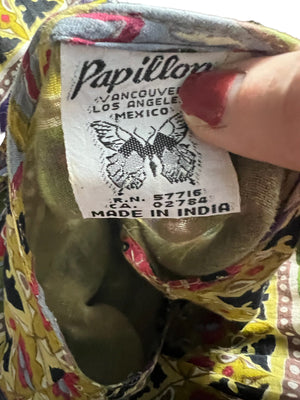 Papillon
VANCOUVER
LOS ANGELES
MEXICO
R.N. 57716
CA. 02784
MADE IN INDIA